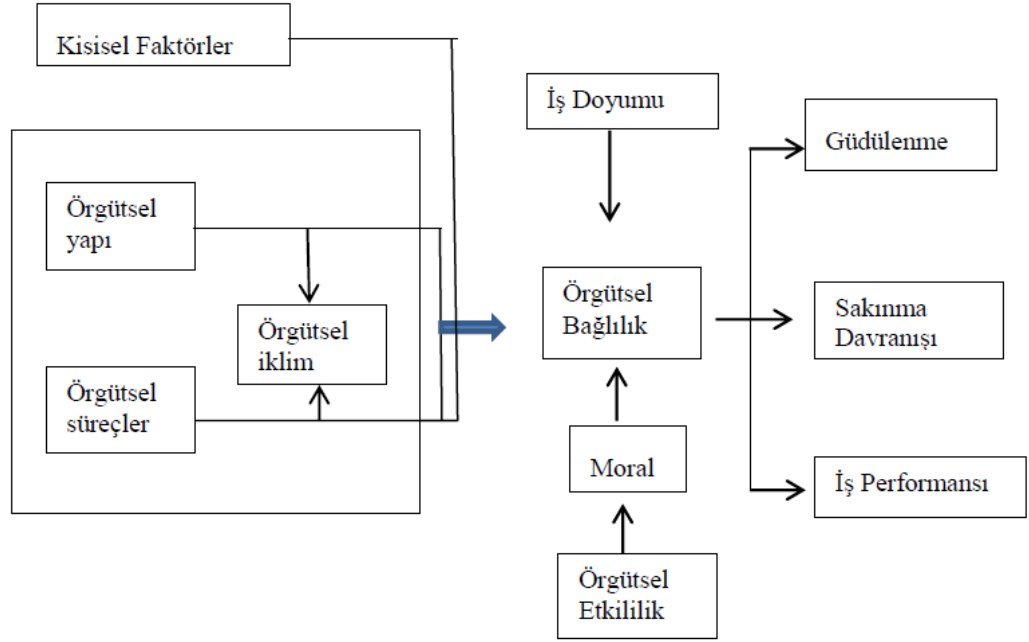 Kisisel Faktörler
İş Doyumu
Güdülenme
Örgütsel
yapı
Örgütsel
iklim
Örgütsel
Bağlılık
Sakınma
Davranışı
Örgütsel
süreçler
Moral
İş Performansı
Örgütsel
Etkililik